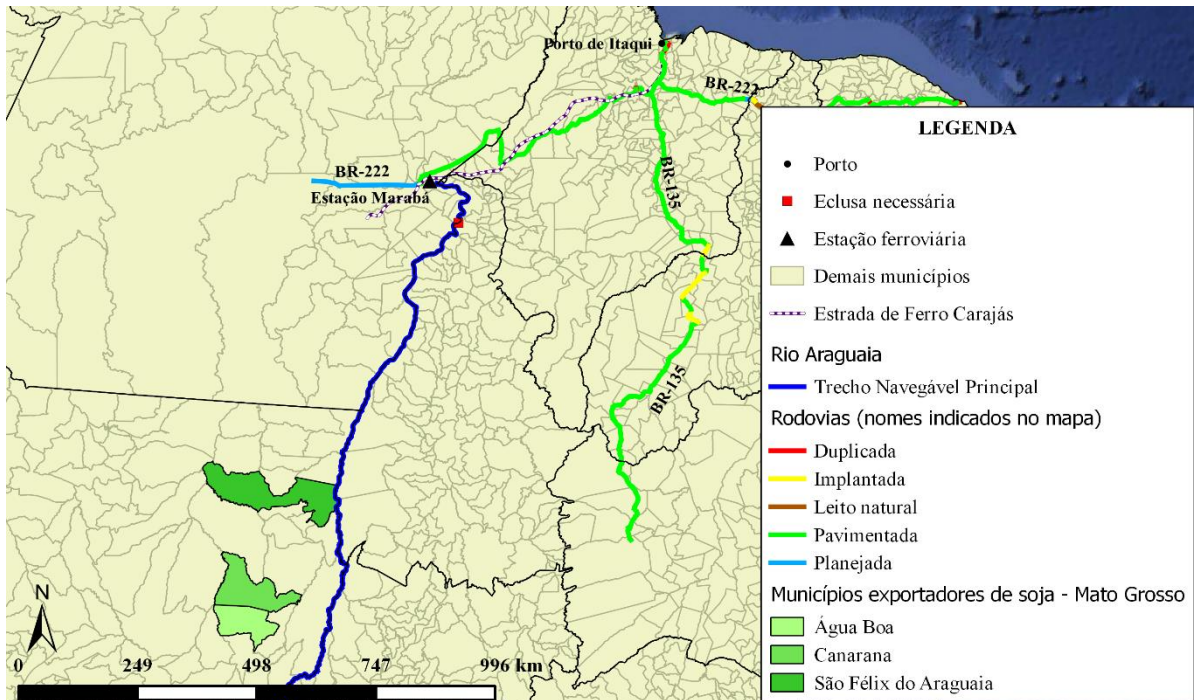 Porto de Itaqui
BR-222
BR-135
BR-222
Estação Marabá
BR-135
N
0 249 498 747 996 km
LEGENDA
Porto
Eclusa necessária
Estação ferroviária
Demais municípios
Estrada de Ferro Carajás
Rio Araguaia
Trecho Navegável Principal
Rodovias (nomes indicados no mapa)
Duplicada
Implantada
Leito natural
Pavimentada
Planejada
Municípios exportadores de soja - Mato Grosso
Água Boa
Canarana
São Félix do Araguaia